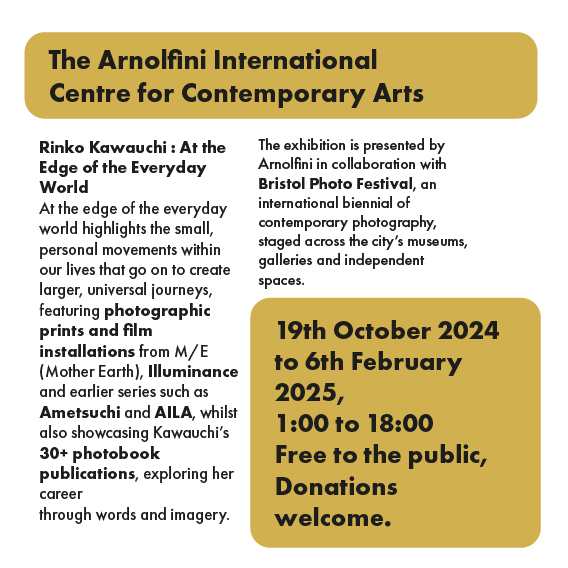 The Arnolfini International
Centre for Contemporary Arts
Rinko Kawauchi : At the
Edge of the Everyday
World
At the edge of the everyday
world highlights the small,
personal movements within
our lives that go on to create
larger, universal journeys,
featuring photographic
prints and film
installations from M/E
(Mother Earth), Illuminance
and earlier series such as
Ametsuchi and AILA, whilst
also showcasing Kawauchi's
30+ photobook
publications, exploring her
career
through words and imagery.
The exhibition is presented by
Arnolfini in collaboration with
Bristol Photo Festival, an
international biennial of
contemporary photography,
staged across the city's museums,
galleries and independent
spaces.
19th October 2024
to 6th February
2025,
1:00 to 18:00
Free to the public,
Donations
welcome.